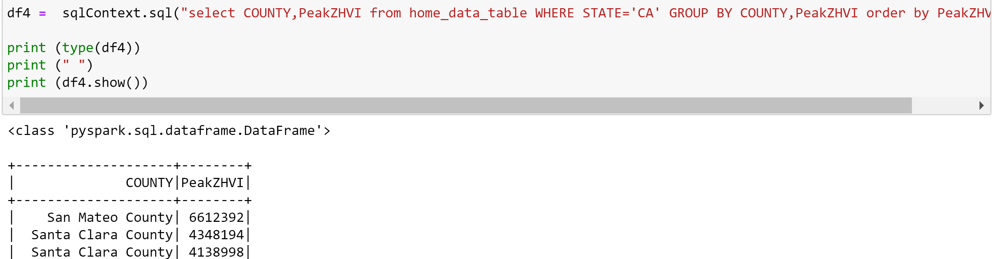 df4 =  sqlContext.sql("select COUNTY,PeakZHVI from home_data_table WHERE STATE='CA' GROUP BY COUNTY,PeakZHVI order by PeakZHV
print (type(df4))
print (" ")
print (df4.show())
<class 'pyspark.sql.dataframe.DataFrame'>
+--------------------+--------+
|              COUNTY|PeakZHVI|
+--------------------+--------+
|    San Mateo County| 6612392|
|  Santa Clara County| 4348194|
|  Santa Clara County| 4138998|